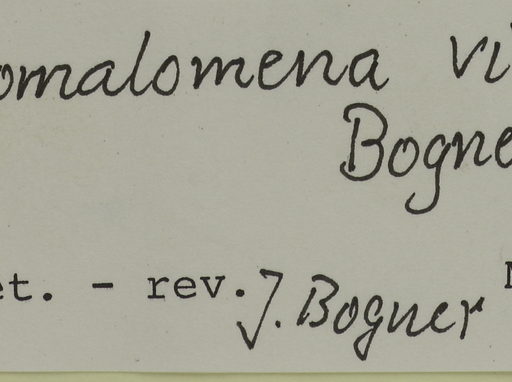 omalomena vi
Bogne
et. - rev. J. Bogner